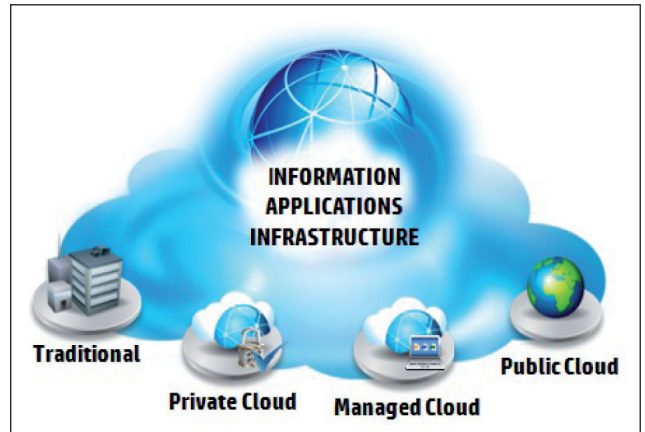 INFORMATION
APPLICATIONS
INFRASTRUCTURE
Traditional
Private Cloud
Managed Cloud
Public Cloud